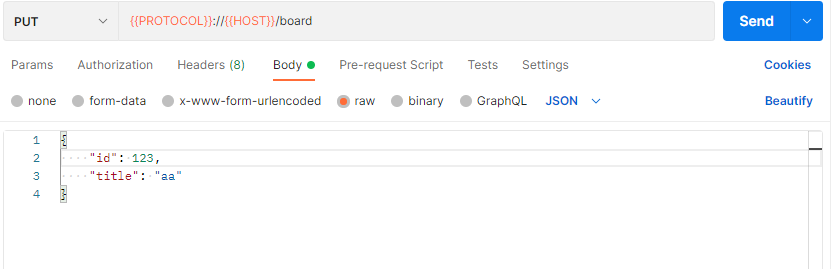 PUT {{PROTOCOL}}://{{HOST}}/board Send
Params Authorization Headers (8) Body Pre-request Script Tests Settings Cookies
none form-data x-www-form-urlencoded raw binary GraphQL JSON Beautify
1 {
2 "id": 123,
3 "title": "aa"
4 }